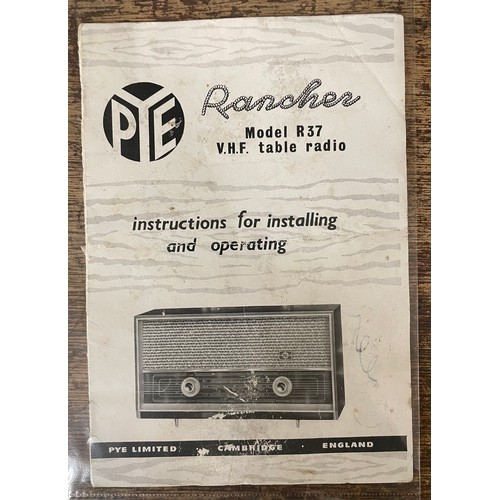 PYE
Rancher
Model R37
V.H.F. table radio
instructions for installing
and operating
PYE LIMITED CAMBRIDGE ENGLAND